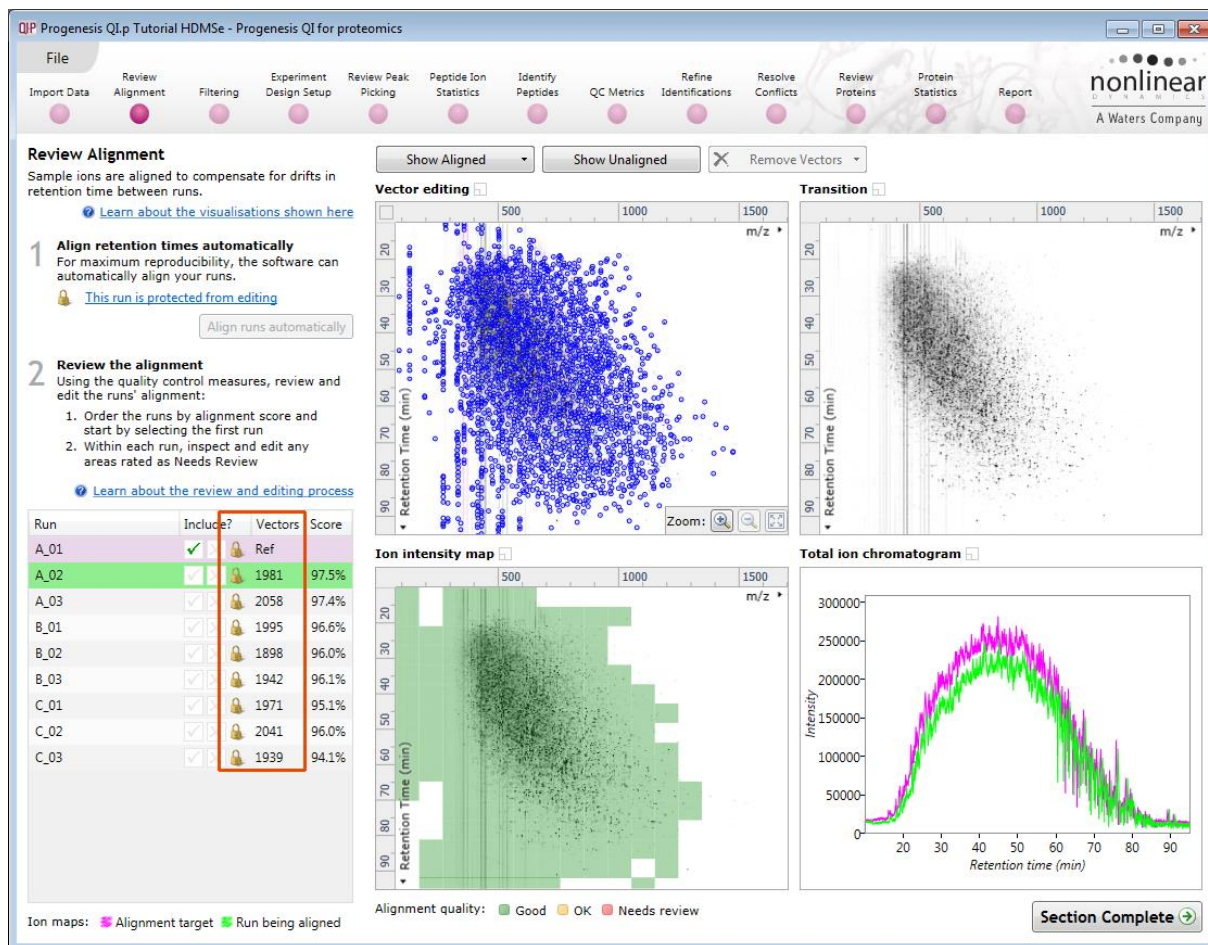 QIP Progenesis QI.p Tutorial HDMSe - Progenesis QI for proteomics
File
Import Data
Review Alignment
Filtering
Experiment Design Setup
Review Peak Picking
Peptide Ion Statistics
Identify Peptides
QC Metrics
Refine Identifications
Resolve Conflicts
Review Proteins
Protein Statistics
Report
nonlinear
DYNAMICS
A Waters Company
Review Alignment
Sample ions are aligned to compensate for drifts in
retention time between runs.
Learn about the visualisations shown here
1 Align retention times automatically
For maximum reproducibility, the software can
automatically align your runs.
This run is protected from editing
Align runs automatically
2 Review the alignment
Using the quality control measures, review and
edit the runs' alignment:
1. Order the runs by alignment score and
start by selecting the first run
2. Within each run, inspect and edit any
areas rated as Needs Review
Learn about the review and editing process
Run Include? Vectors Score
A_01 Ref
A_02 1981 97.5%
A_03 2058 97.4%
B_01 1995 96.6%
B_02 1898 96.0%
B_03 1942 96.1%
C_01 1971 95.1%
C_02 2041 96.0%
C_03 1939 94.1%
Ion maps: Alignment target Run being aligned
Show Aligned
Show Unaligned
Remove Vectors
Vector editing
500 1000 1500
m/z
20 30 40 50 60 70 80 90
Retention Time (min)
Zoom:
Transition
500 1000 1500
m/z
20 30 40 50 60 70 80 90
Retention Time (min)
Ion intensity map
500 1000 1500
m/z
20 30 40 50 60 70 80 90
Retention Time (min)
Total ion chromatogram
300000
250000
200000
150000
100000
50000
0
Intensity
20 30 40 50 60 70 80 90
Retention time (min)
Alignment quality: Good OK Needs review
Section Complete